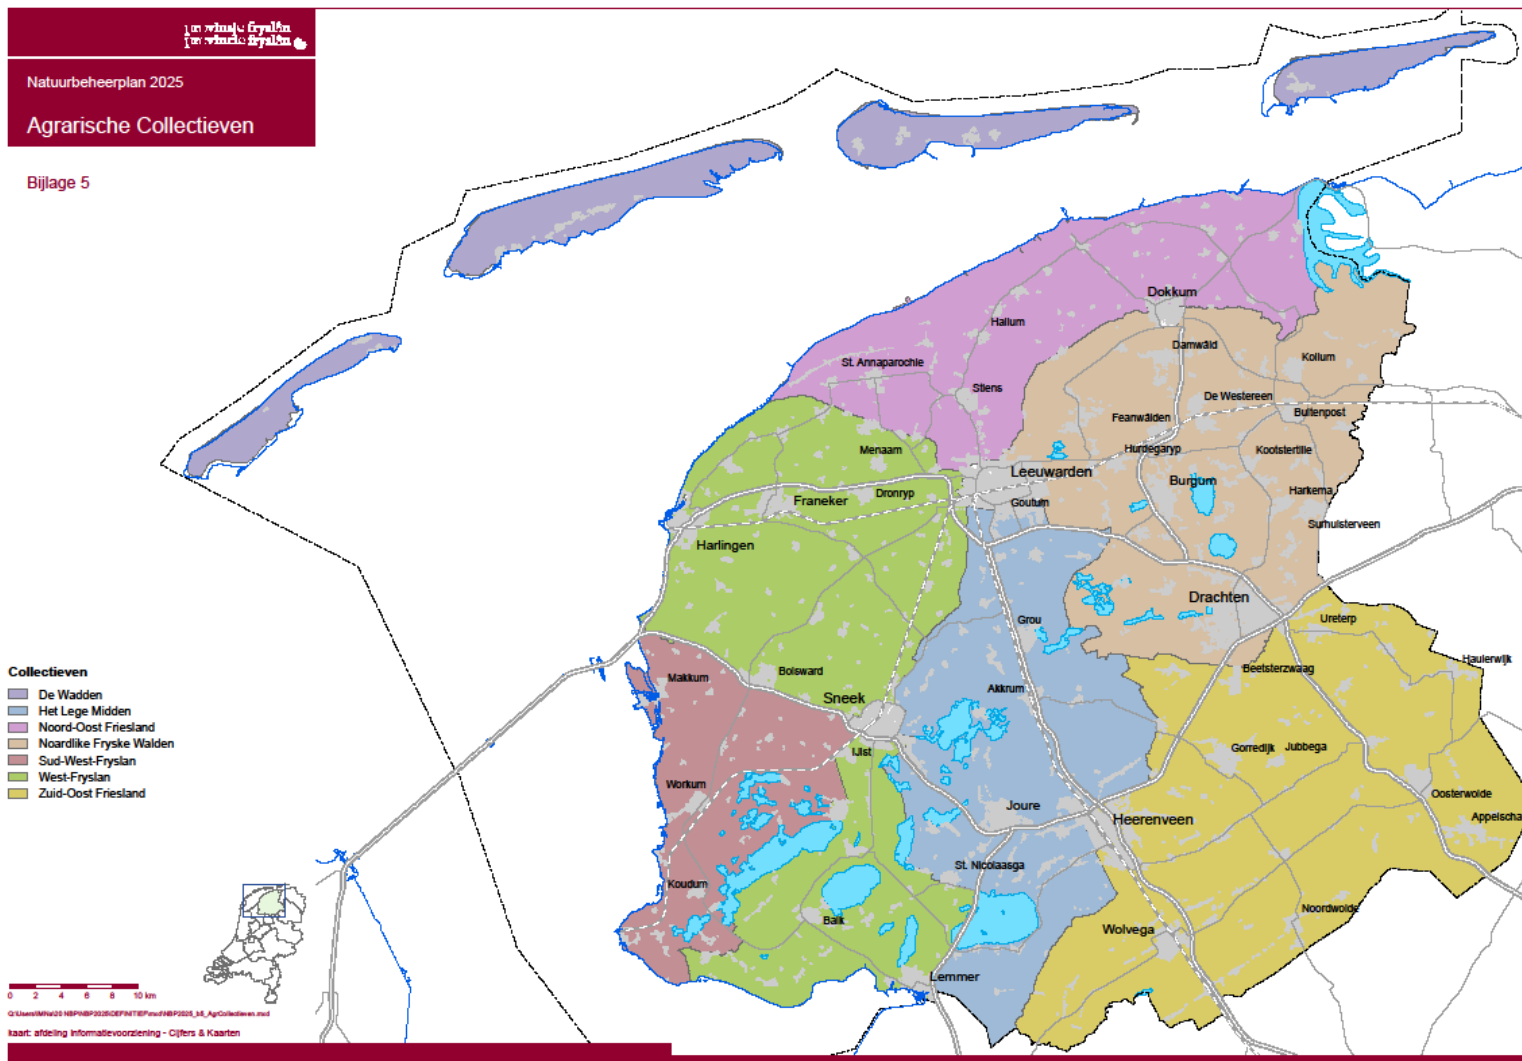 provinsje fryslân
provincie fryslân
Natuurbeheerplan 2025
Agrarische Collectieven
Bijlage 5
Dokkum
Hallum
Damwâld
Kollum
St. Annaparochie
Stiens
De Westereen
Buitenpost
Feanwâlden
Menaam
Hurdegaryp
Kootstertille
Leeuwarden
Burgum
Harkema
Franeker
Dronryp
Goutum
Surhuisterveen
Harlingen
Drachten
Grou
Ureterp
Beetsterzwaag
Haulerwijk
Bolsward
Makkum
Sneek
Akkrum
IJlst
Gorredijk
Jubbega
Workum
Joure
Heerenveen
Oosterwolde
Appelscha
St. Nicolaasga
Koudum
Balk
Noordwolde
Wolvega
Lemmer
Collectieven
De Wadden
Het Lege Midden
Noord-Oost Friesland
Noardlike Fryske Walden
Sud-West-Fryslan
West-Fryslan
Zuid-Oost Friesland
0 2 4 6 8 10 km
kaart: afdeling Informatievoorziening - Cijfers & Kaarten